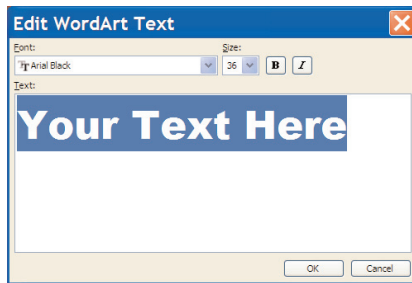 Edit WordArt Text
Font: Size:
Arial Black 36 B I
Text:
Your Text Here
OK Cancel